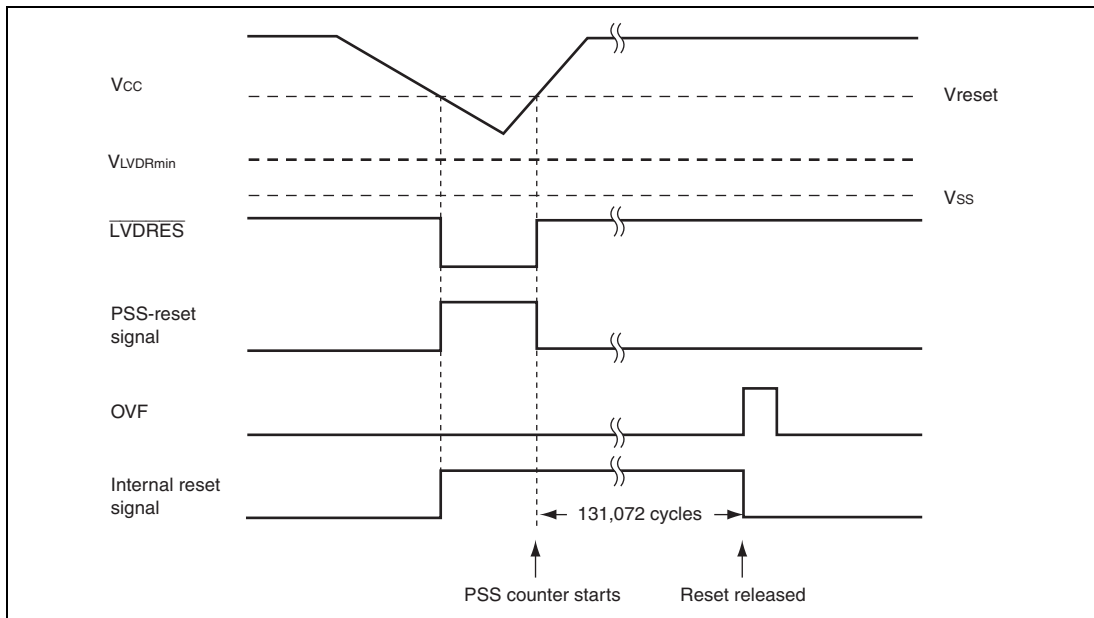 VCC
Vreset
VLVDRmin
VSS
LVDRES
PSS-reset
signal
OVF
Internal reset
signal
131,072 cycles
PSS counter starts
Reset released